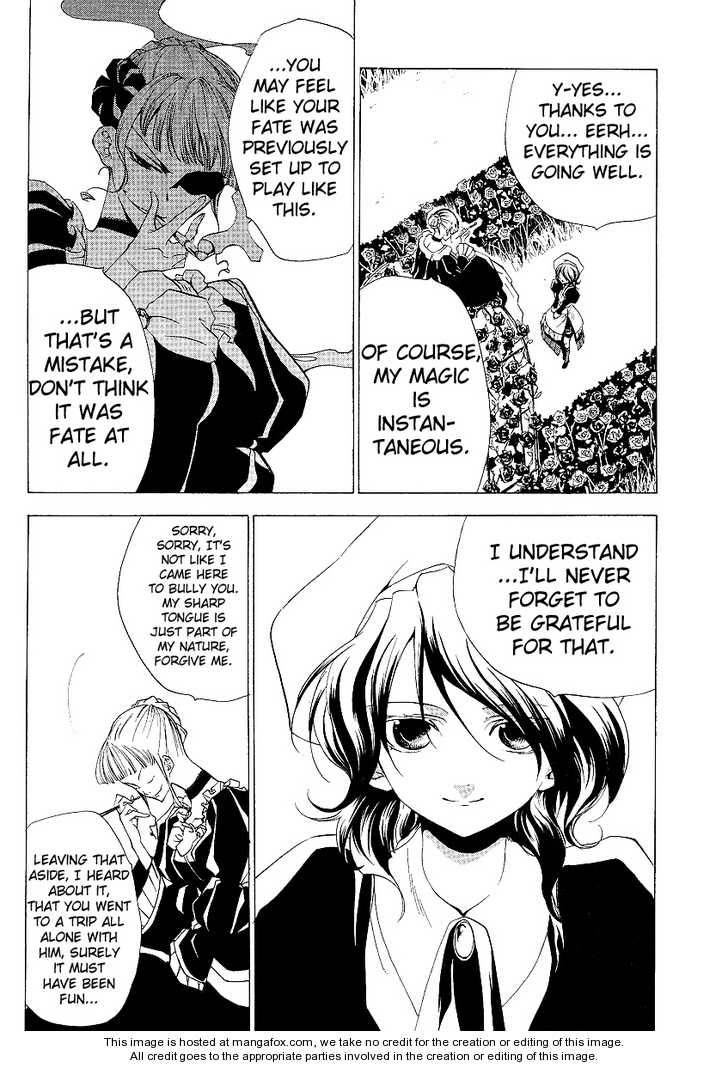 Y-YES...
THANKS TO
YOU... EERH...
EVERYTHING IS
GOING WELL.
OF COURSE,
MY MAGIC
IS
INSTAN-
TANEOUS.
...YOU
MAY FEEL
LIKE YOUR
FATE WAS
PREVIOUSLY
SET UP TO
PLAY LIKE
THIS.
...BUT
THAT'S A
MISTAKE,
DON'T THINK
IT WAS
FATE AT
ALL.
I UNDERSTAND
...I'LL NEVER
FORGET TO
BE GRATEFUL
FOR THAT.
SORRY,
SORRY, IT'S
NOT LIKE I
CAME HERE
TO BULLY YOU.
MY SHARP
TONGUE IS
JUST PART OF
MY NATURE,
FORGIVE ME.
LEAVING THAT
ASIDE, I HEARD
ABOUT IT,
THAT YOU WENT
TO A TRIP ALL
ALONE WITH
HIM, SURELY
IT MUST
HAVE BEEN
FUN...
This image is hosted at mangafox.com, we take no credit for the creation or editing of this image.
All credit goes to the appropriate parties involved in the creation or editing of this image.